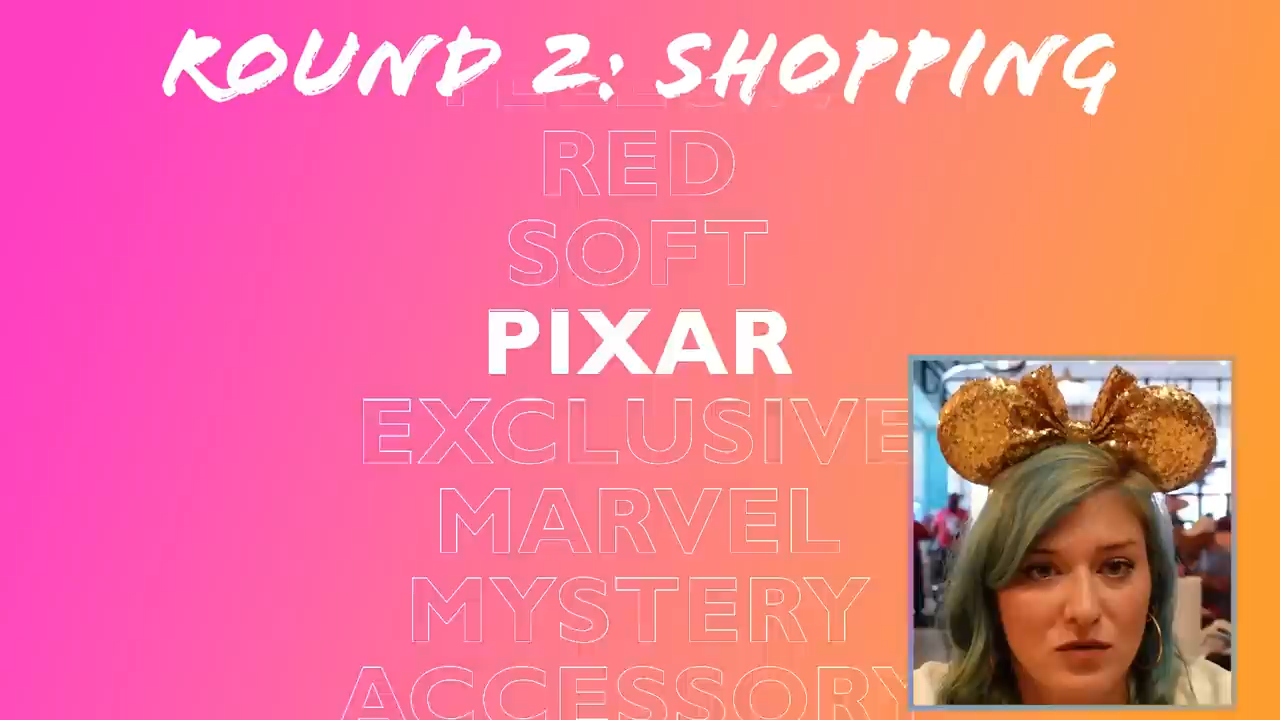 ROUND 2: SHOPPING
RED
SOFT
PIXAR
EXCLUSIVE
MARVEL
MYSTERY
ACCESSORY